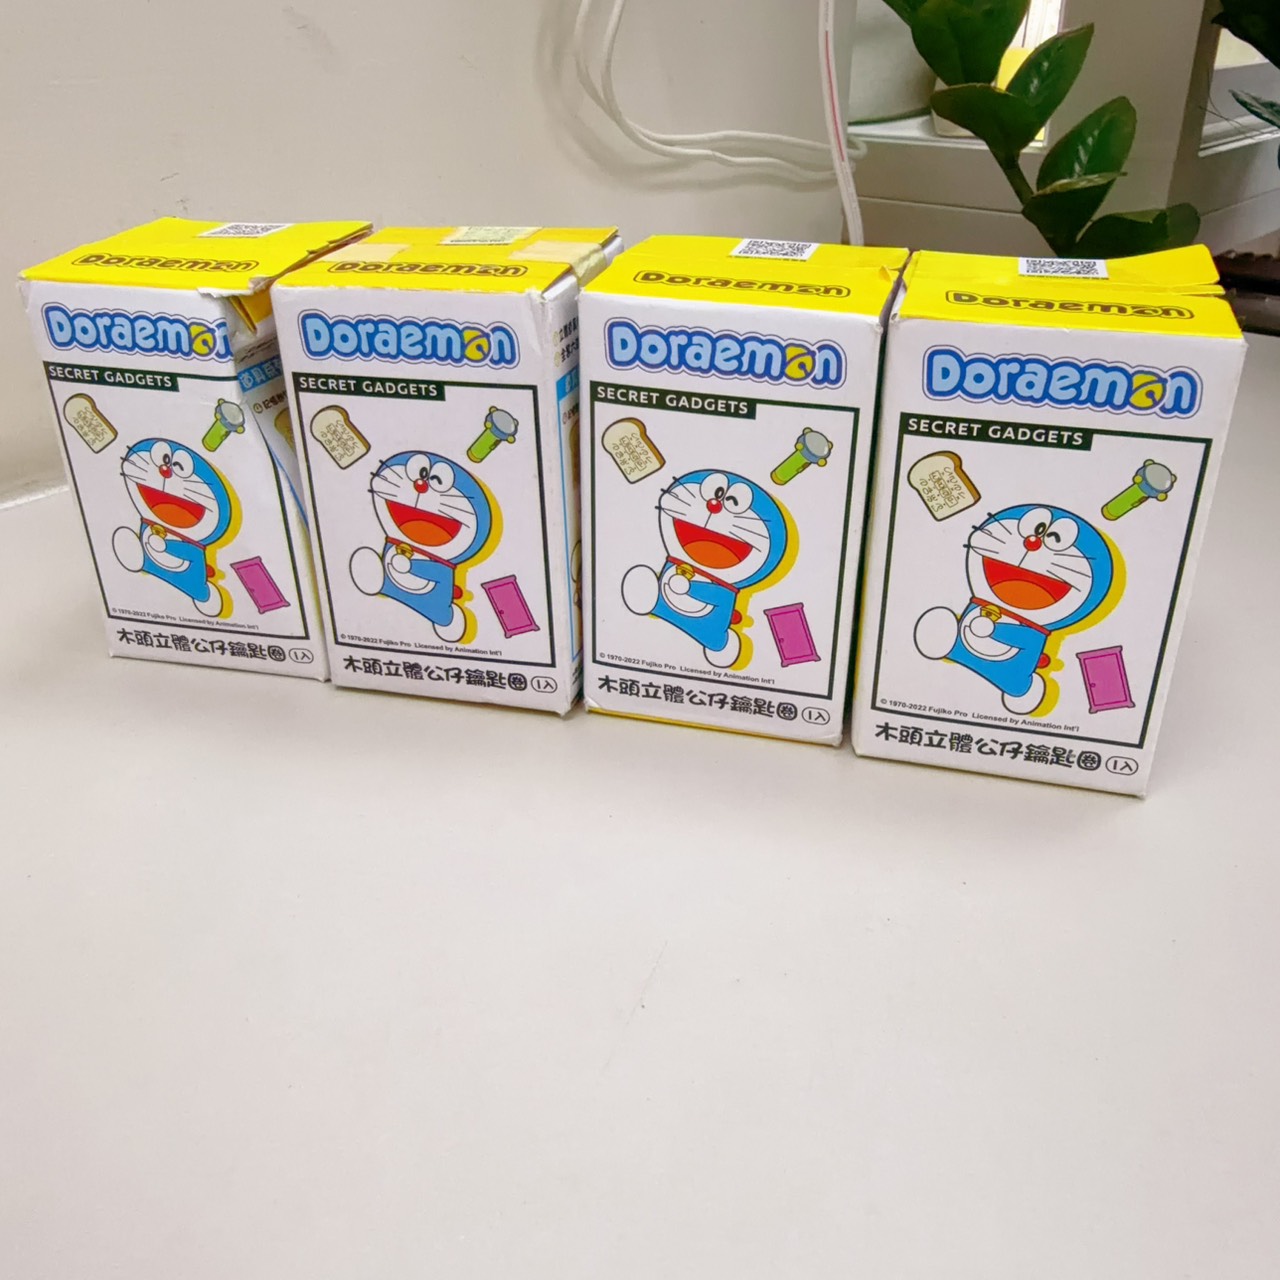 Doraemon
Doraemon
SECRET GADGETS
© 1970-2022 Fujiko Pro Licensed by Animation Int'l
木頭立體公仔鑰匙圈 1入
Doraemon
Doraemon
SECRET GADGETS
© 1970-2022 Fujiko Pro Licensed by Animation Int'l
木頭立體公仔鑰匙圈 1入
Doraemon
Doraemon
SECRET GADGETS
© 1970-2022 Fujiko Pro Licensed by Animation Int'l
木頭立體公仔鑰匙圈 1入
Doraemon
Doraemon
SECRET GADGETS
© 1970-2022 Fujiko Pro Licensed by Animation Int'l
木頭立體公仔鑰匙圈 1入